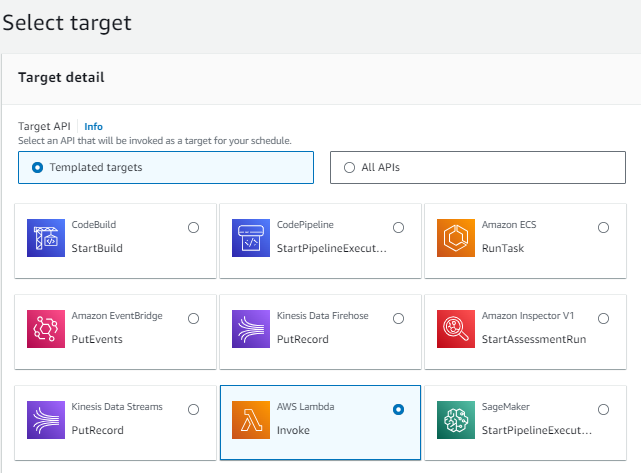 Select target
Target detail
Target API Info
Select an API that will be invoked as a target for your schedule.
Templated targets
All APIs
CodeBuild
StartBuild
CodePipeline
StartPipelineExecut...
Amazon ECS
RunTask
Amazon EventBridge
PutEvents
Kinesis Data Firehose
PutRecord
Amazon Inspector V1
StartAssessmentRun
Kinesis Data Streams
PutRecord
AWS Lambda
Invoke
SageMaker
StartPipelineExecut...